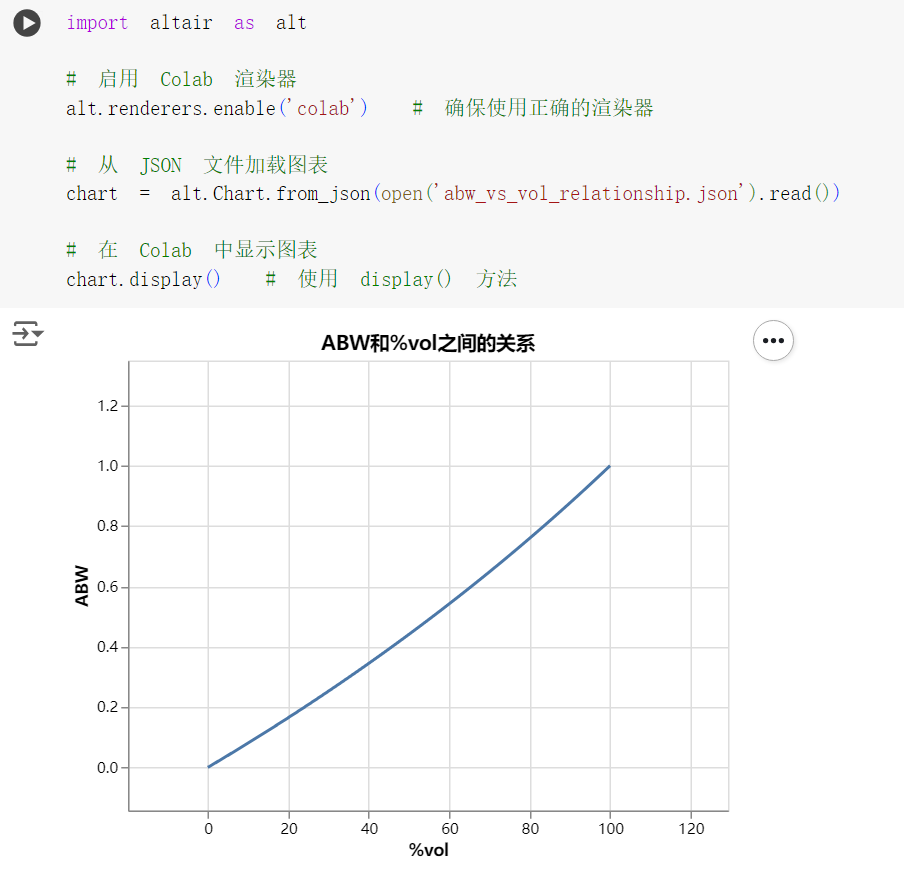 import altair as alt
# 启用 Colab 渲染器
alt.renderers.enable('colab') # 确保使用正确的渲染器
# 从 JSON 文件加载图表
chart = alt.Chart.from_json(open('abw_vs_vol_relationship.json').read())
# 在 Colab 中显示图表
chart.display() # 使用 display() 方法
ABW和%vol之间的关系
1.2
1.0
0.8
0.6
0.4
0.2
0.0
ABW
0 20 40 60 80 100 120
%vol